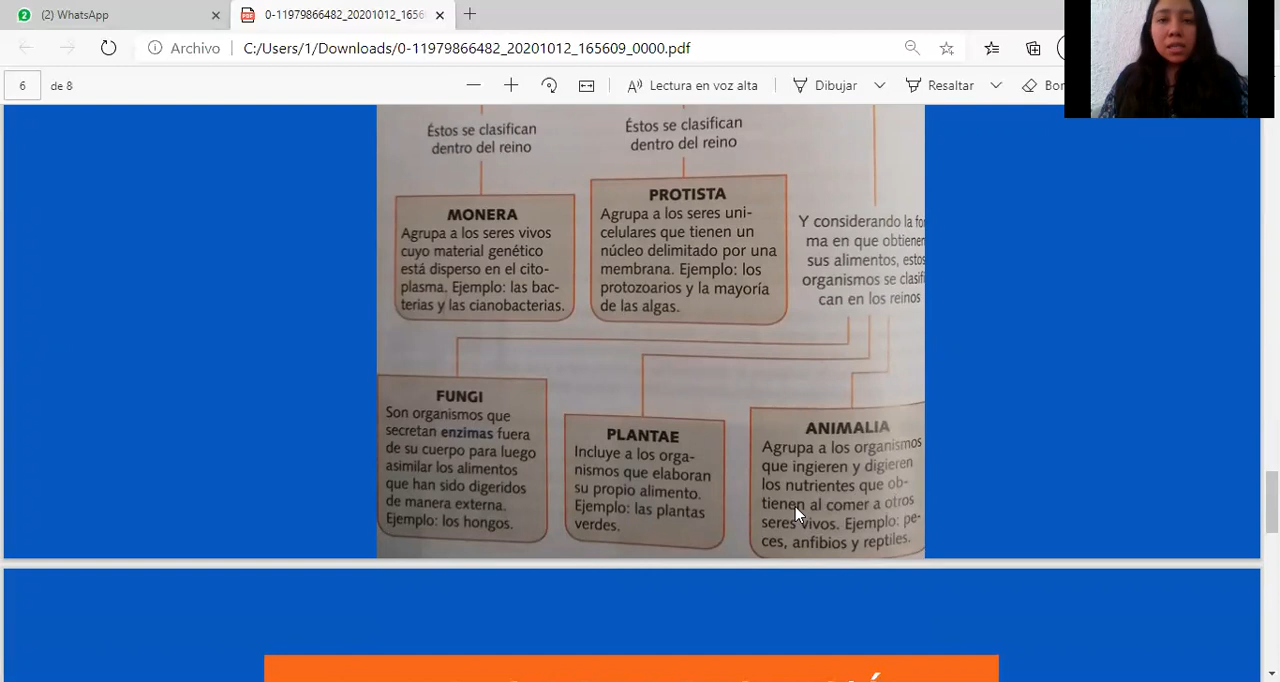 (2) WhatsApp
0-11979866482_20201012_1656
Archivo
C:/Users/1/Downloads/0-11979866482_20201012_165609_0000.pdf
6
de 8
Lectura en voz alta
Dibujar
Resaltar
Bor
Éstos se clasifican
dentro del reino
Éstos se clasifican
dentro del reino
MONERA
Agrupa a los seres vivos
cuyo material genético
está disperso en el cito-
plasma. Ejemplo: las bac-
terias y las cianobacterias.
PROTISTA
Agrupa a los seres uni-
celulares que tienen un
núcleo delimitado por una
membrana. Ejemplo: los
protozoarios y la mayoría
de las algas.
Y considerando la for
ma en que obtienen
sus alimentos, estos
organismos se clasifi
can en los reinos
FUNGI
Son organismos que
secretan enzimas fuera
de su cuerpo para luego
asimilar los alimentos
que han sido digeridos
de manera externa.
Ejemplo: los hongos.
PLANTAE
Incluye a los orga-
nismos que elaboran
su propio alimento.
Ejemplo: las plantas
verdes.
ANIMALIA
Agrupa a los organismos
que ingieren y digieren
los nutrientes que ob-
tienen al comer a otros
seres vivos. Ejemplo: pe-
ces, anfibios y reptiles.